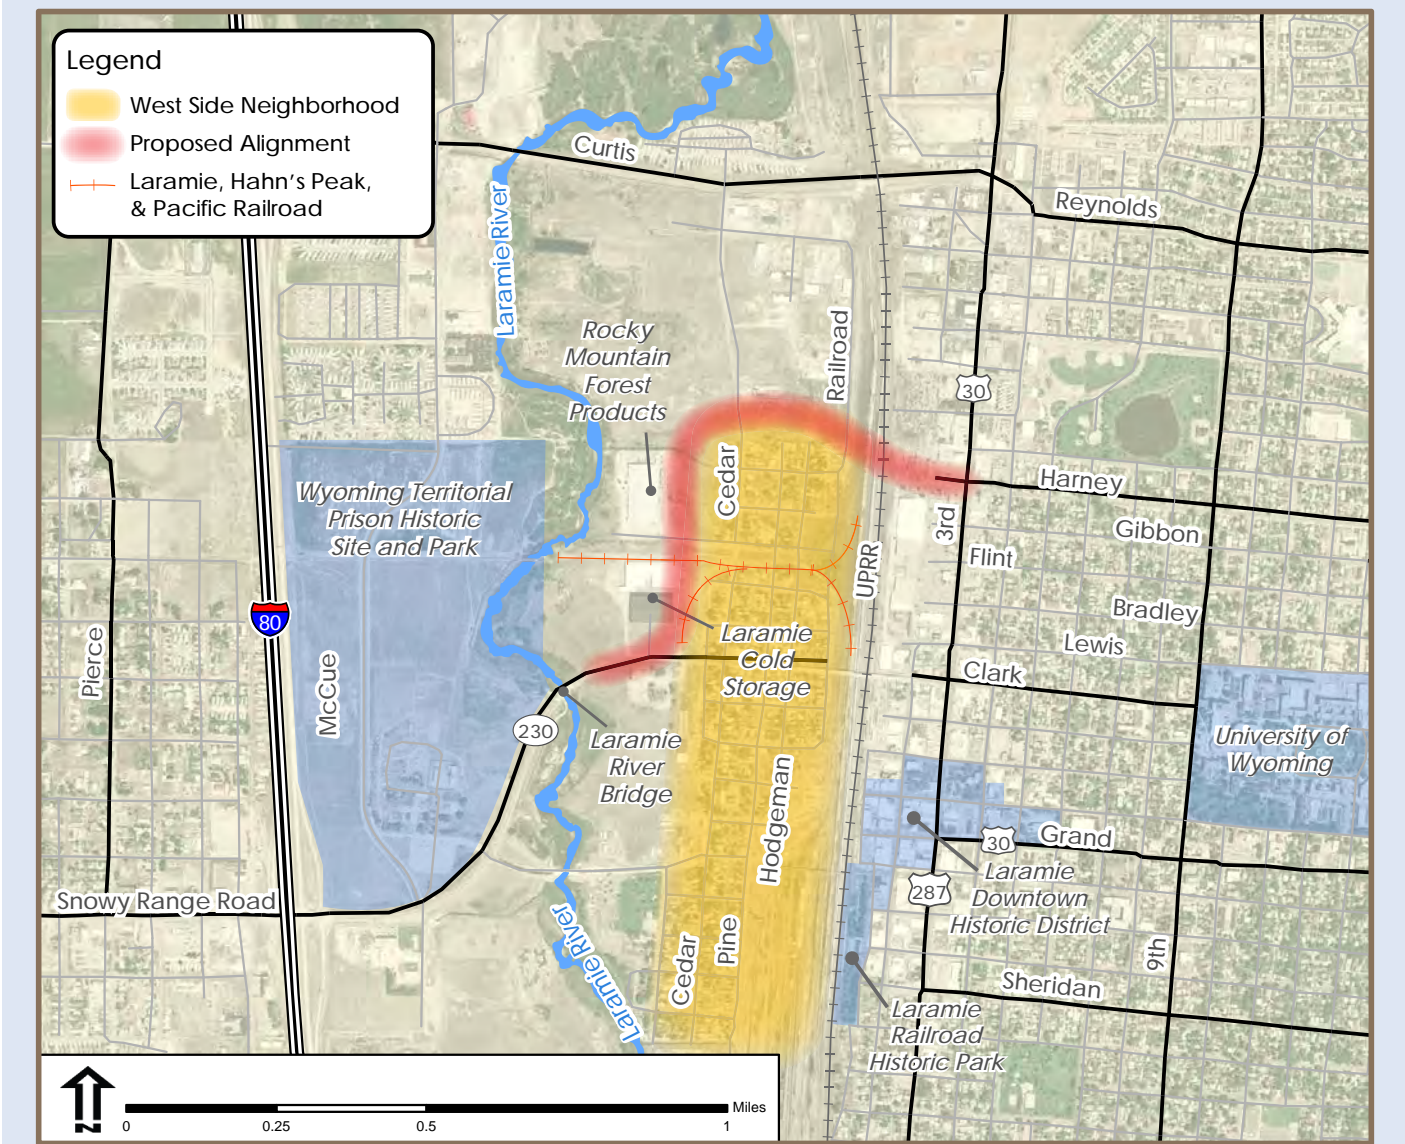 Legend
West Side Neighborhood
Proposed Alignment
Laramie, Hahn's Peak,
& Pacific Railroad
Curtis
Reynolds
Laramie River
Rocky
Mountain
Forest
Products
Railroad
30
Cedar
Harney
Wyoming Territorial
Prison Historic
Site and Park
3rd
Gibbon
Flint
UPRR
80
Bradley
Lewis
Laramie
Cold
Storage
Clark
Pierce
McCue
230
Laramie
River
Bridge
University of
Wyoming
Hodgeman
30
Grand
Laramie
Downtown
Historic District
287
Snowy Range Road
Laramie River
Cedar
Pine
9th
Sheridan
Laramie
Railroad
Historic Park
N
Miles
0
0.25
0.5
1